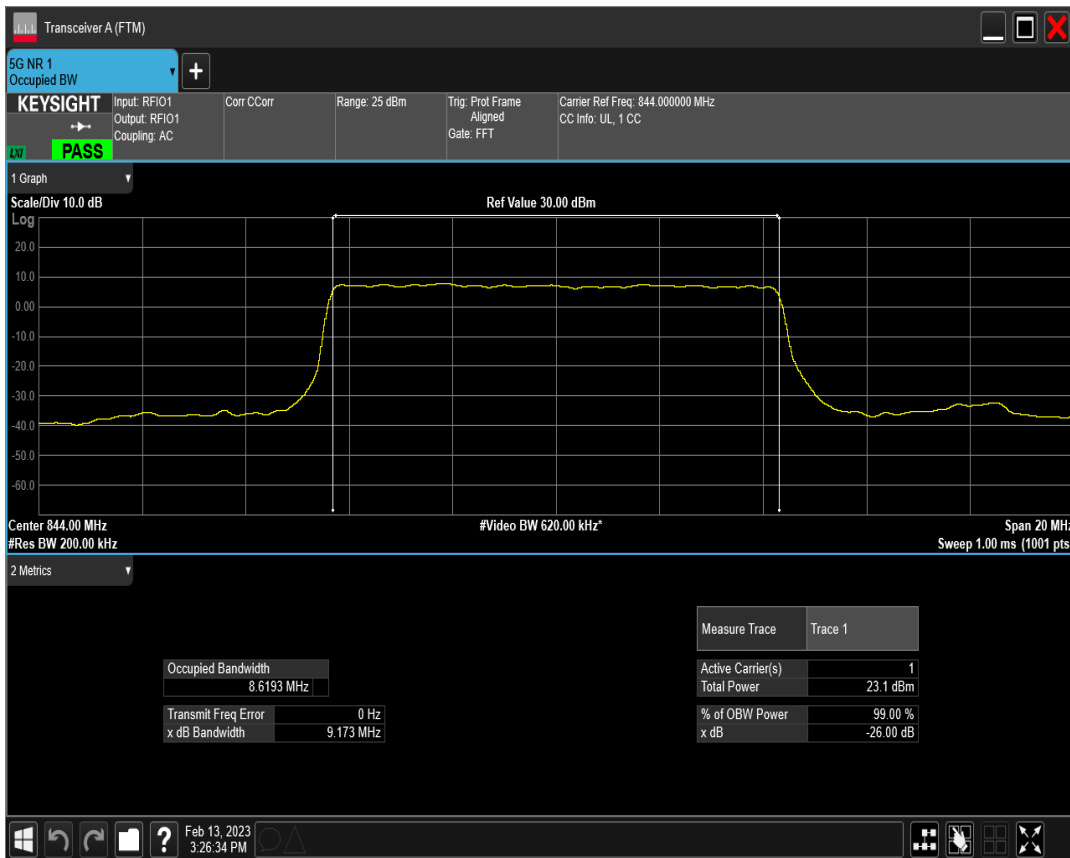 Transceiver A (FTM)
5G NR 1
Occupied BW
+
KEYSIGHT
LXI
PASS
Input: RFIO1
Output: RFIO1
Coupling: AC
Corr CCorr
Range: 25 dBm
Trig: Prot Frame
Aligned
Gate: FFT
Carrier Ref Freq: 844.000000 MHz
CC Info: UL, 1 CC
1 Graph
Scale/Div 10.0 dB
Ref Value 30.00 dBm
Log
20.0
10.0
0.00
-10.0
-20.0
-30.0
-40.0
-50.0
-60.0
Center 844.00 MHz
#Video BW 620.00 kHz*
Span 20 MHz
#Res BW 200.00 kHz
Sweep 1.00 ms (1001 pts
2 Metrics
Measure Trace Trace 1
Occupied Bandwidth
8.6193 MHz
Active Carrier(s) 1
Total Power 23.1 dBm
Transmit Freq Error 0 Hz
x dB Bandwidth 9.173 MHz
% of OBW Power 99.00 %
x dB -26.00 dB
?
Feb 13, 2023
3:26:34 PM